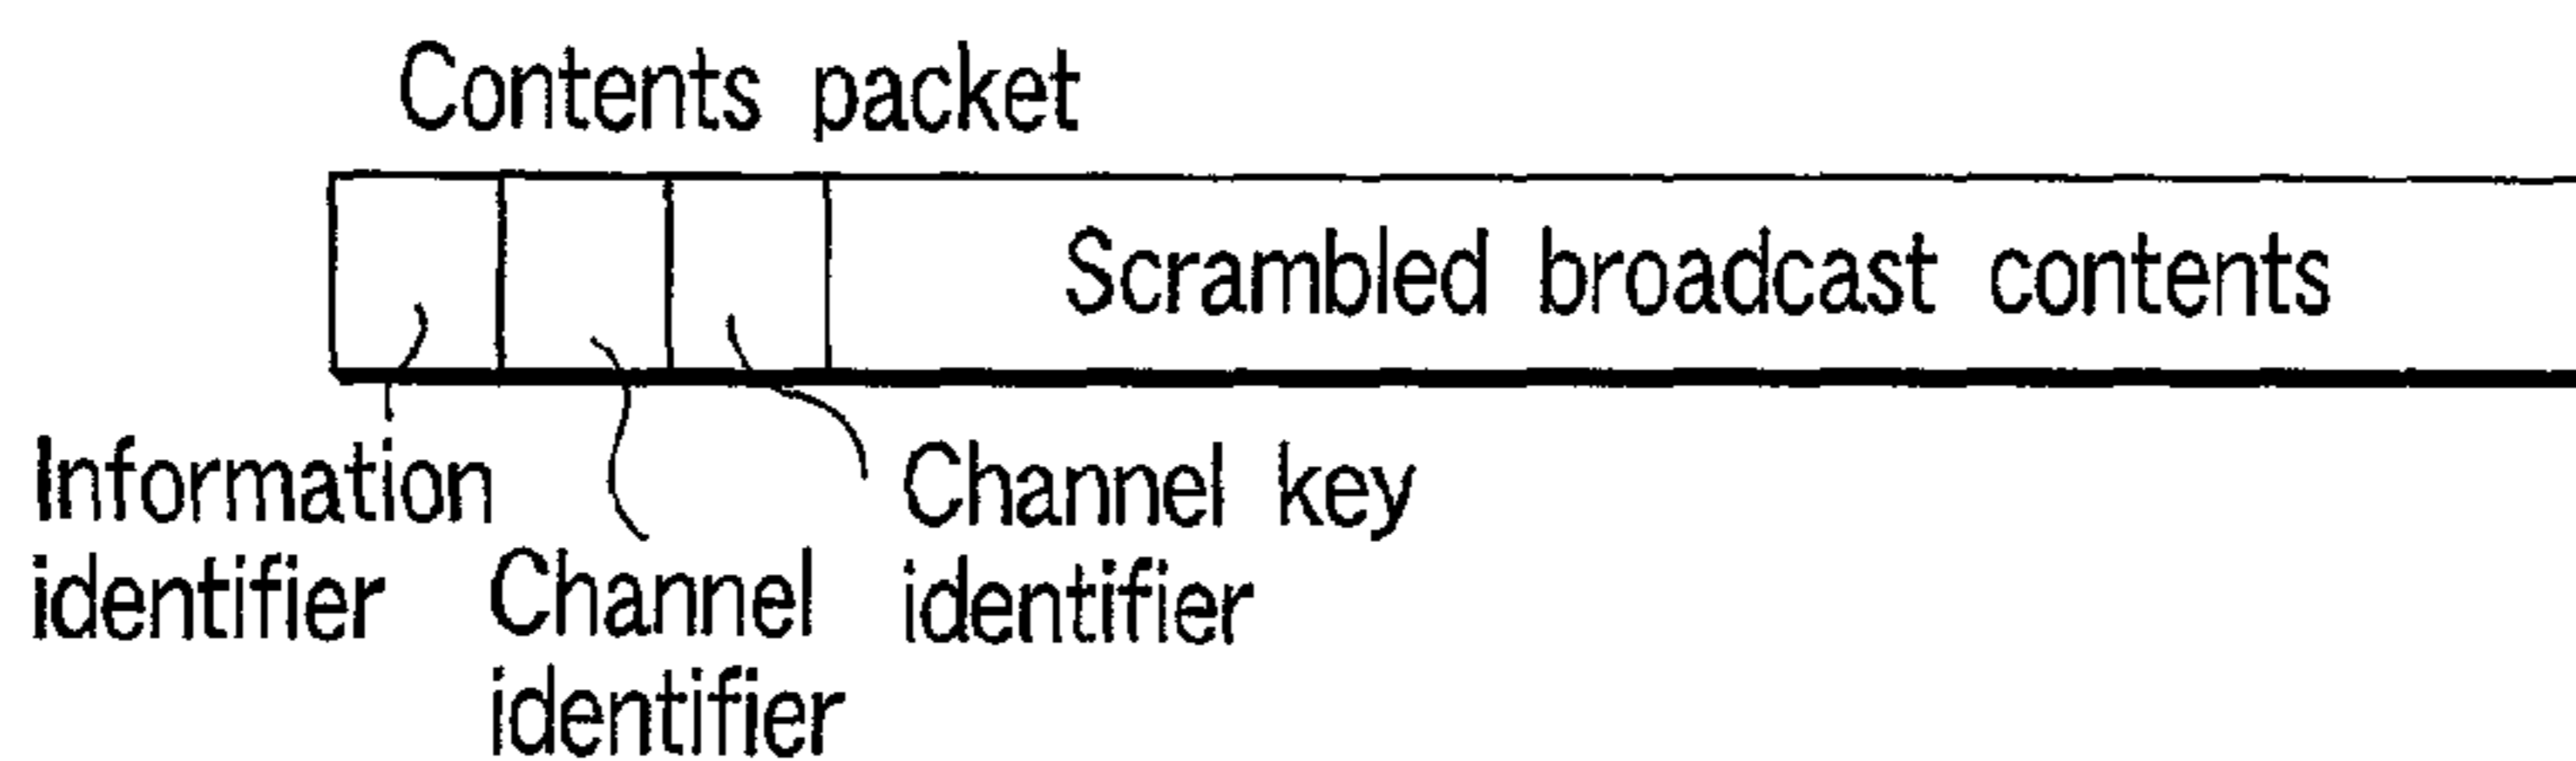 Contents packet
Scrambled broadcast contents
Information
identifier
Channel
identifier
Channel key
identifier